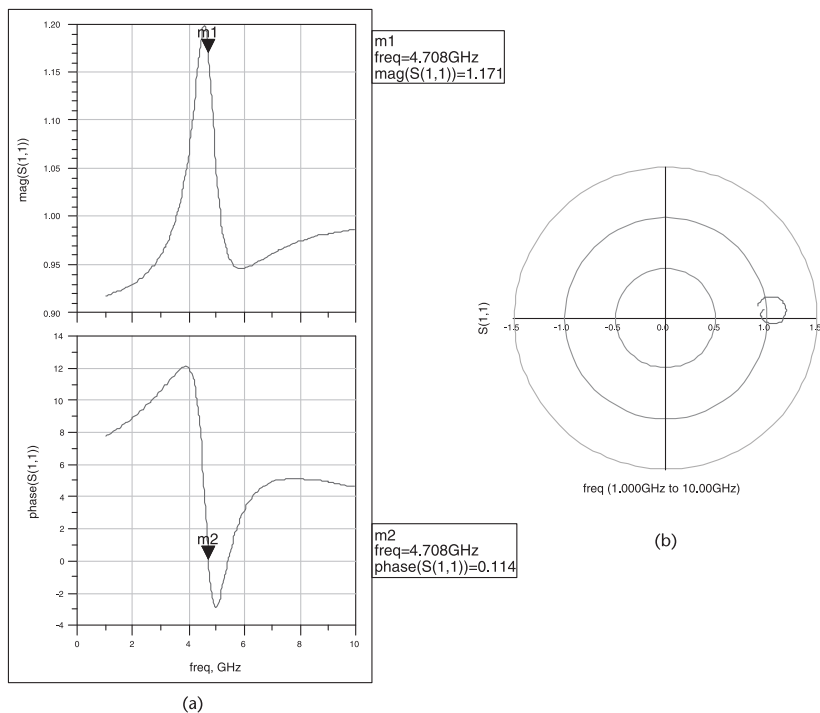 1.20
1.15
1.10
1.05
1.00
0.95
0.90
mag(S(1,1))
m1
m1
freq=4.708GHz
mag(S(1,1))=1.171
14
12
10
8
6
4
2
0
-2
-4
phase(S(1,1))
m2
0 2 4 6 8 10
freq, GHz
m2
freq=4.708GHz
phase(S(1,1))=0.114
(a)
S(1,1)
-1.5 -1.0 -0.5 0.0 0.5 1.0 1.5
freq (1.000GHz to 10.00GHz)
(b)